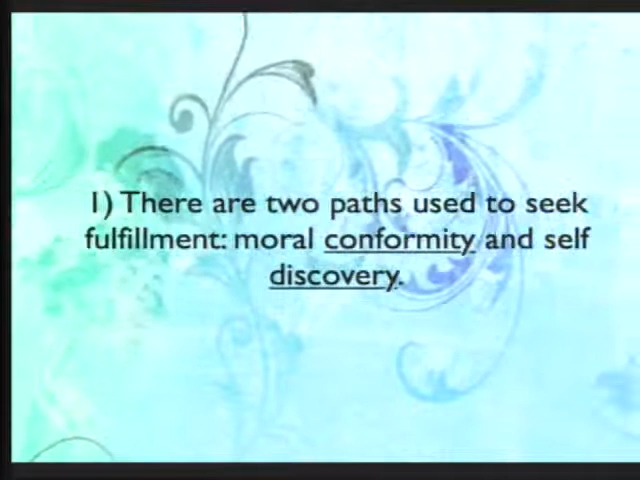 1) There are two paths used to seek
fulfillment: moral conformity and self
discovery.